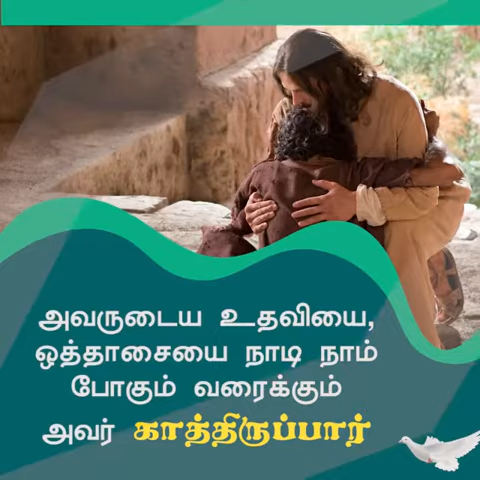 அவருடைய உதவியை,
ஒத்தாசையை நாடி நாம்
போகும் வரைக்கும்
அவர் காத்திருப்பார்